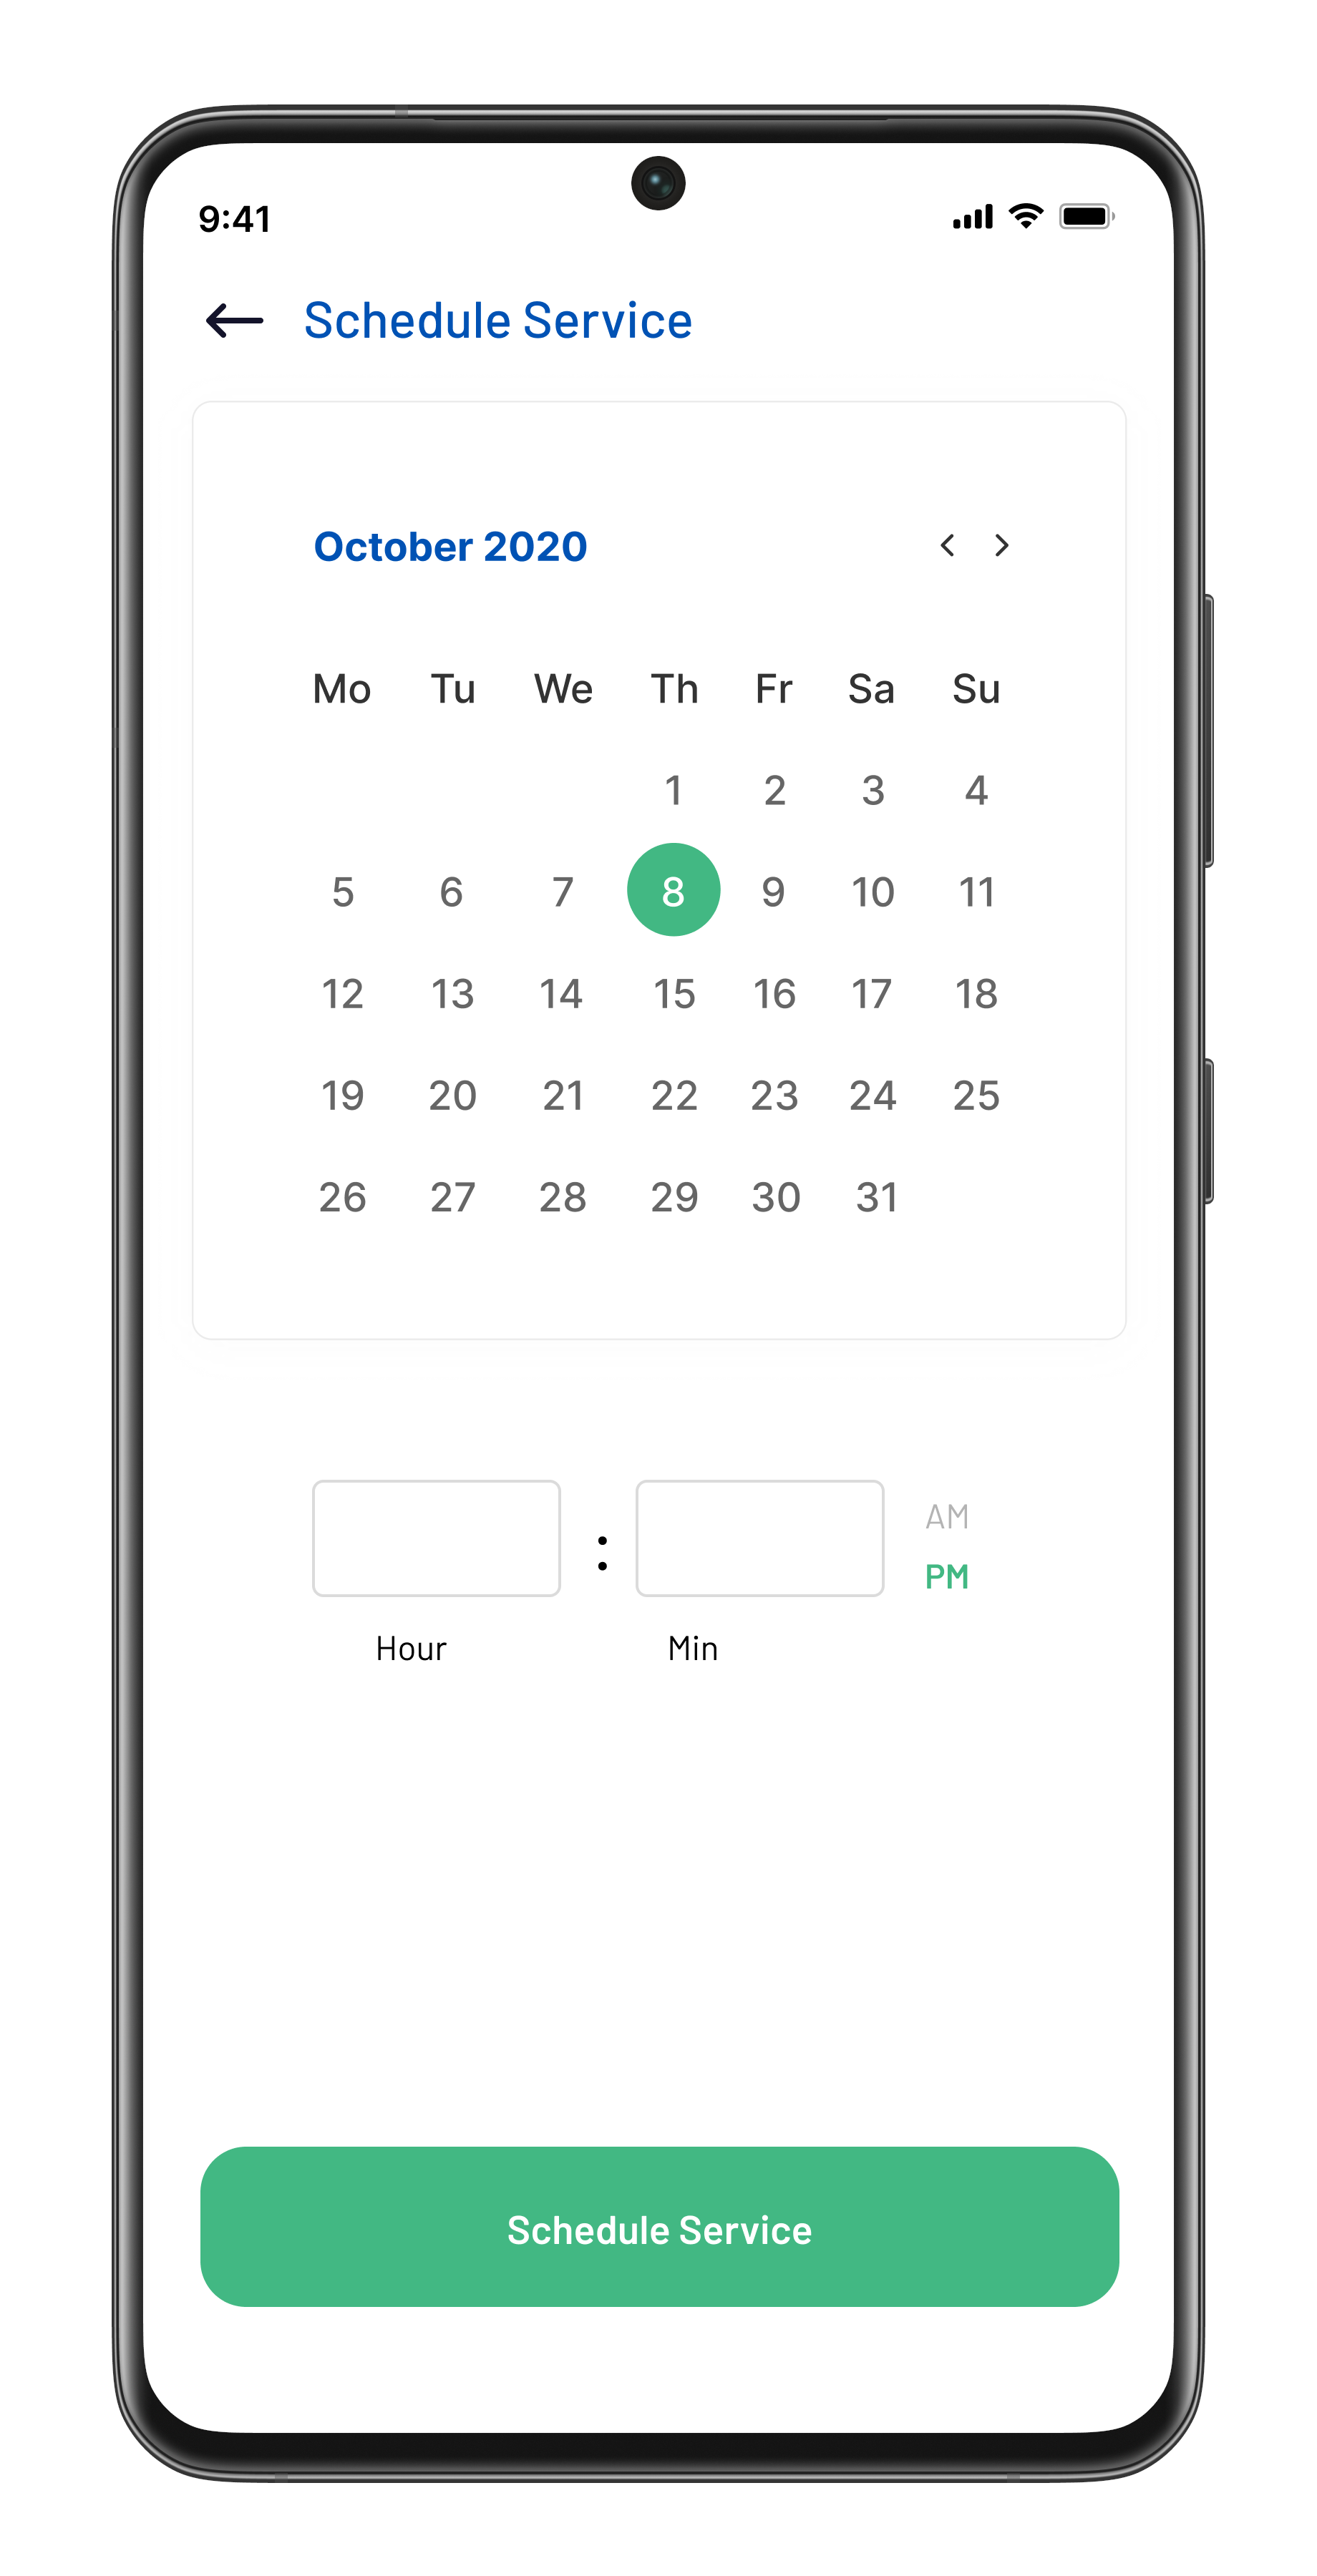 9:41
Schedule Service
October 2020
Mo Tu We Th Fr Sa Su
1 2 3 4
5 6 7 8 9 10 11
12 13 14 15 16 17 18
19 20 21 22 23 24 25
26 27 28 29 30 31
:
AM
PM
Hour Min
Schedule Service